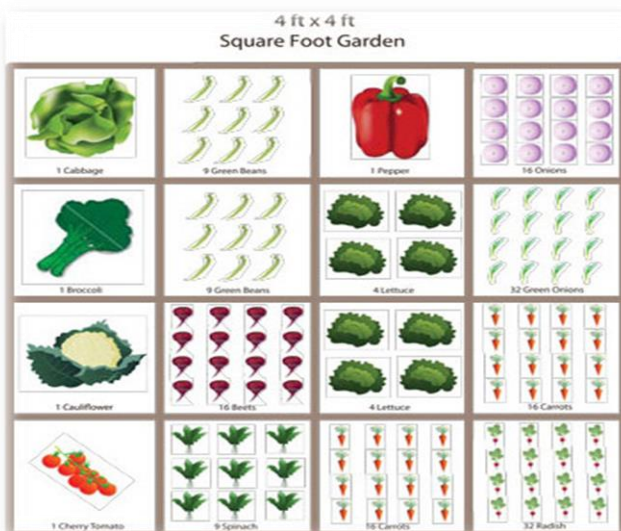 4 ft x 4 ft
Square Foot Garden
1 Cabbage
9 Green Beans
1 Pepper
16 Onions
1 Broccoli
9 Green Beans
4 Lettuce
32 Green Onions
1 Cauliflower
16 Beets
4 Lettuce
16 Carrots
1 Cherry Tomato
9 Spinach
16 Carrots
32 Radish